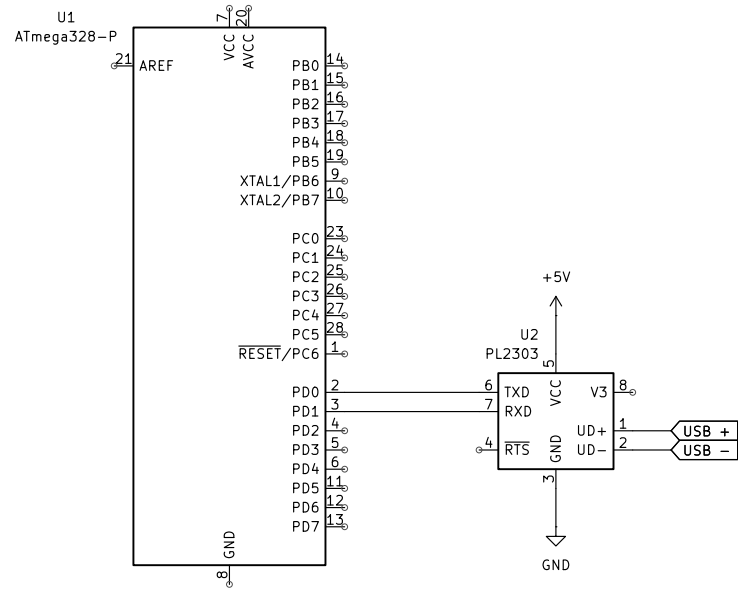 U1
ATmega328-P
7
VCC
20
AVCC
21 AREF
PB0 14
PB1 15
PB2 16
PB3 17
PB4 18
PB5 19
XTAL1/PB6 9
XTAL2/PB7 10
PC0 23
PC1 24
PC2 25
PC3 26
PC4 27
PC5 28
RESET/PC6 1
PD0 2
PD1 3
PD2 4
PD3 5
PD4 6
PD5 11
PD6 12
PD7 13
GND
8
+5V
U2
PL2303
5
VCC
6 TXD
7 RXD
4 RTS
V3 8
UD+ 1
UD- 2
GND
3
USB +
USB -
GND